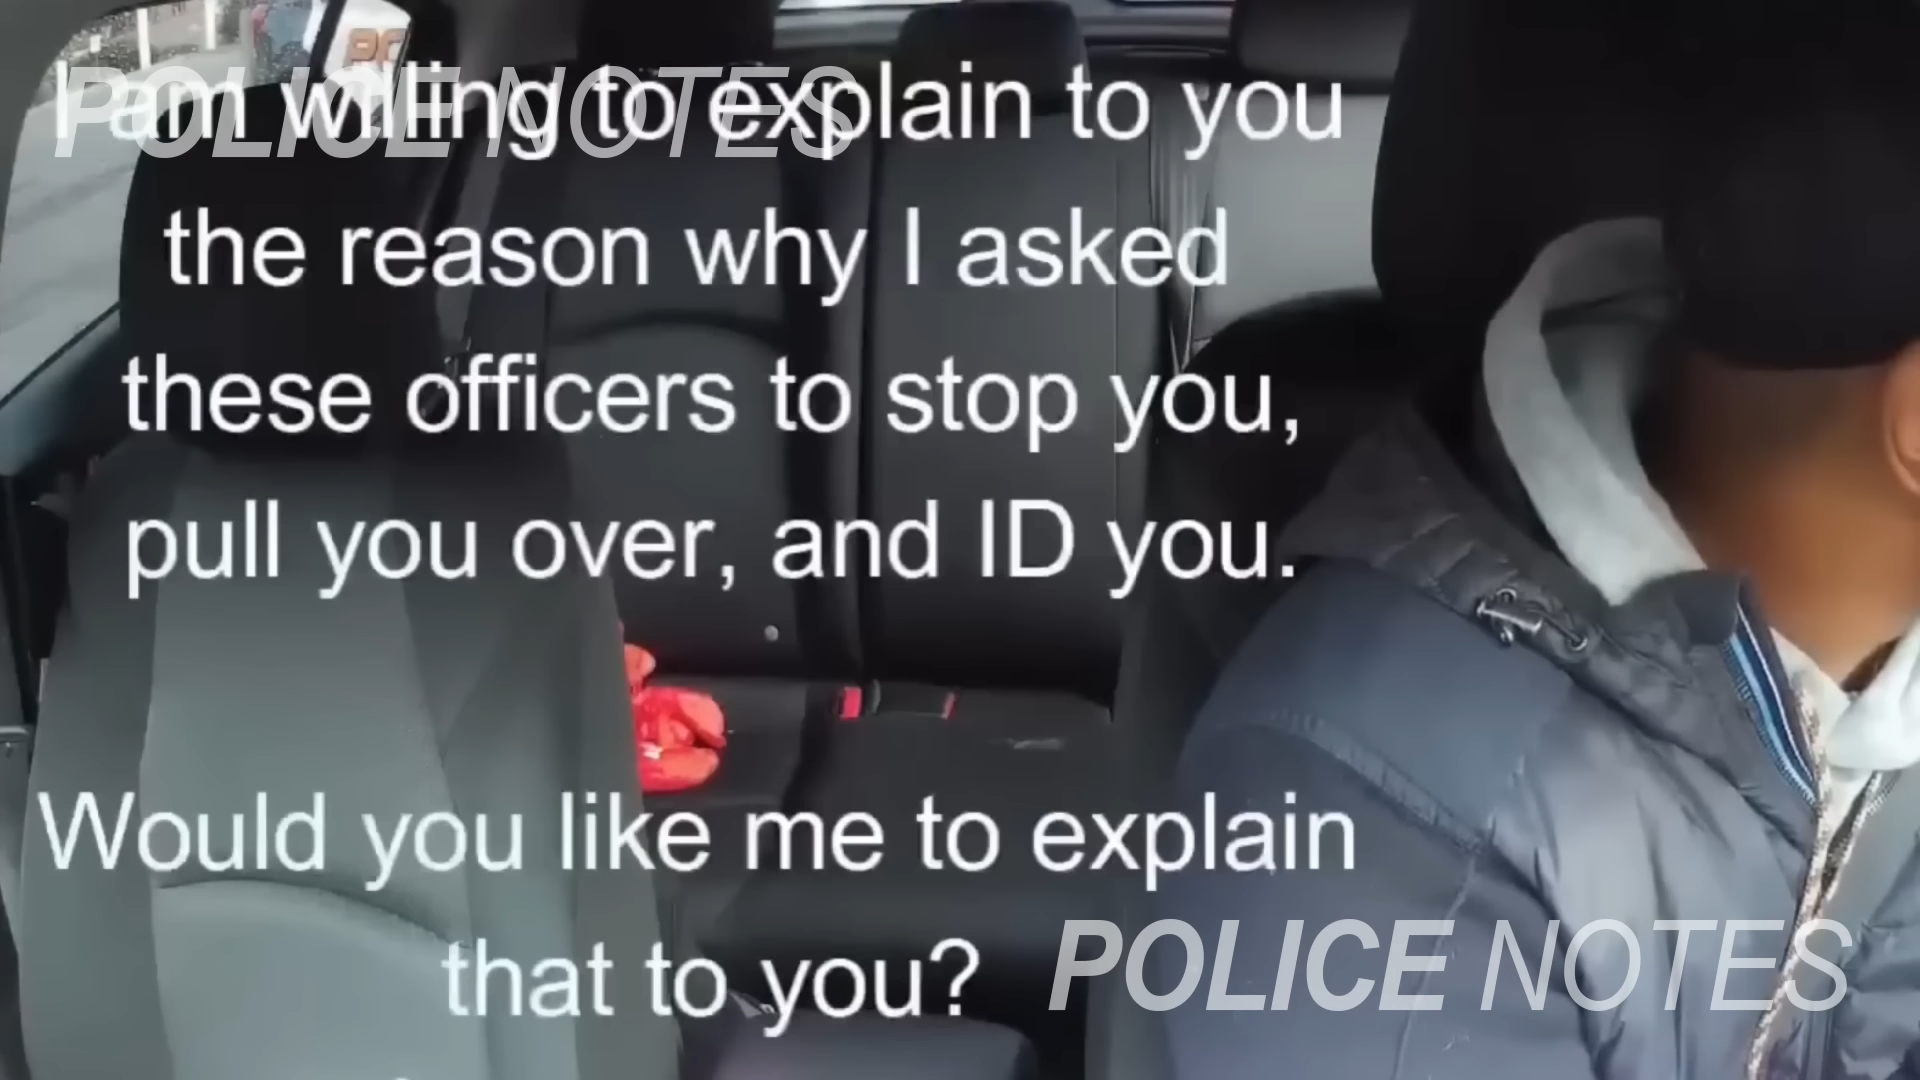 POLICE NOTES
I am willing to explain to you
the reason why I asked
these officers to stop you,
pull you over, and ID you.
Would you like me to explain
that to you?
POLICE NOTES